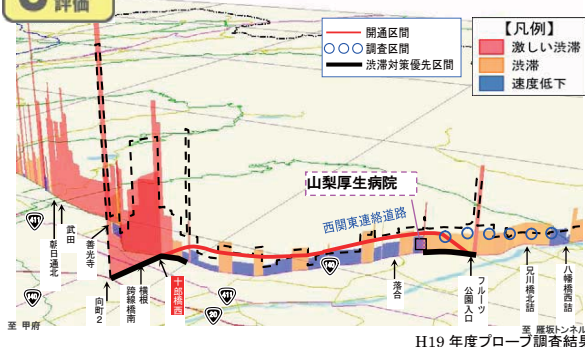 評価
開通区間
調査区間
渋滞対策優先区間
【凡例】
激しい渋滞
渋滞
速度低下
山梨厚生病院
西関東連絡道路
武田
朝日通北
善光寺
向町2
横根
跨線橋南
十郎橋西
落合
フルーツ
公園入口
兄川橋北詰
八幡橋西詰
至 甲府
至 雁坂トンネル
H19 年度プローブ調査結果